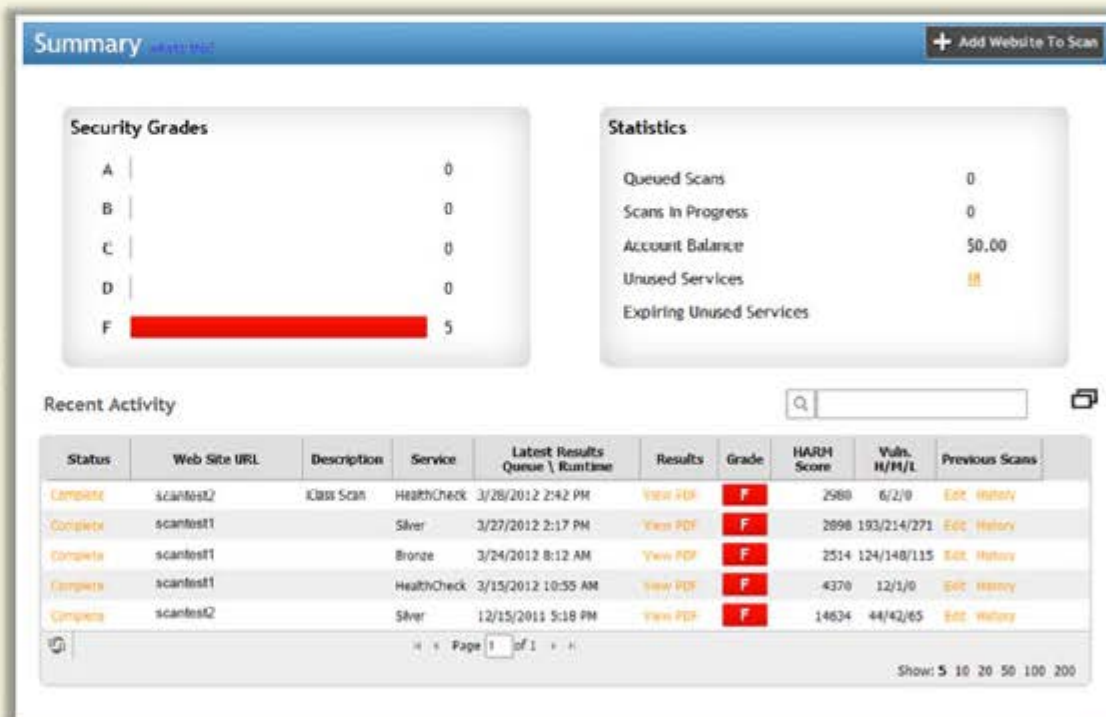 Summary what's this?
+ Add Website To Scan
Security Grades
A 0
B 0
C 0
D 0
F 5
Statistics
Queued Scans 0
Scans In Progress 0
Account Balance $0.00
Unused Services
Expiring Unused Services
Recent Activity
Status Web Site URL Description Service Latest Results Queue \ Runtime Results Grade HARM Score Vuln. H/M/L Previous Scans
Complete scantest2 iClass Scan HealthCheck 3/28/2012 2:42 PM View PDF F 2980 6/2/0 Edit History
Complete scantest1 Silver 3/27/2012 2:17 PM View PDF F 2898 193/214/271 Edit History
Complete scantest1 Bronze 3/24/2012 8:12 AM View PDF F 2514 124/148/115 Edit History
Complete scantest1 HealthCheck 3/15/2012 10:55 AM View PDF F 4370 12/1/0 Edit History
Complete scantest2 Silver 12/15/2011 5:18 PM View PDF F 14634 44/42/65 Edit History
Page 1 of 1
Show: 5 10 20 50 100 200